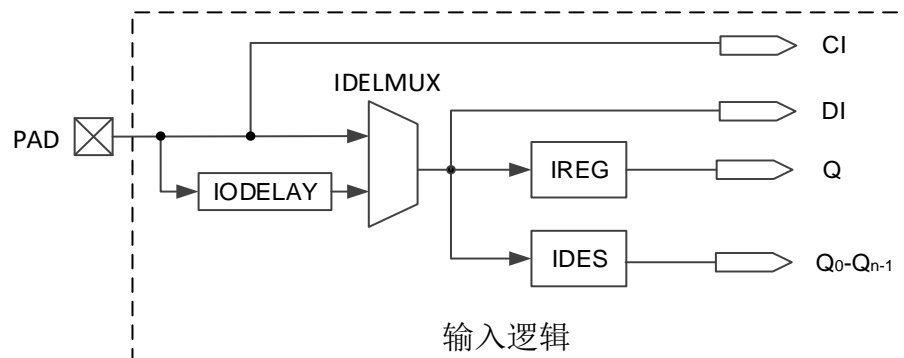 CI
IDELMUX
DI
PAD
IREG
Q
IODELAY
IDES
Q0-Qn-1
输入逻辑